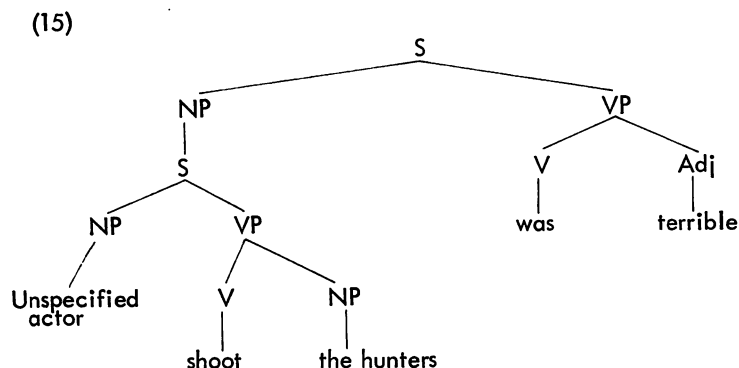 (15)
S
NP VP
S V Adj
NP VP was terrible
Unspecified
actor V NP
shoot the hunters